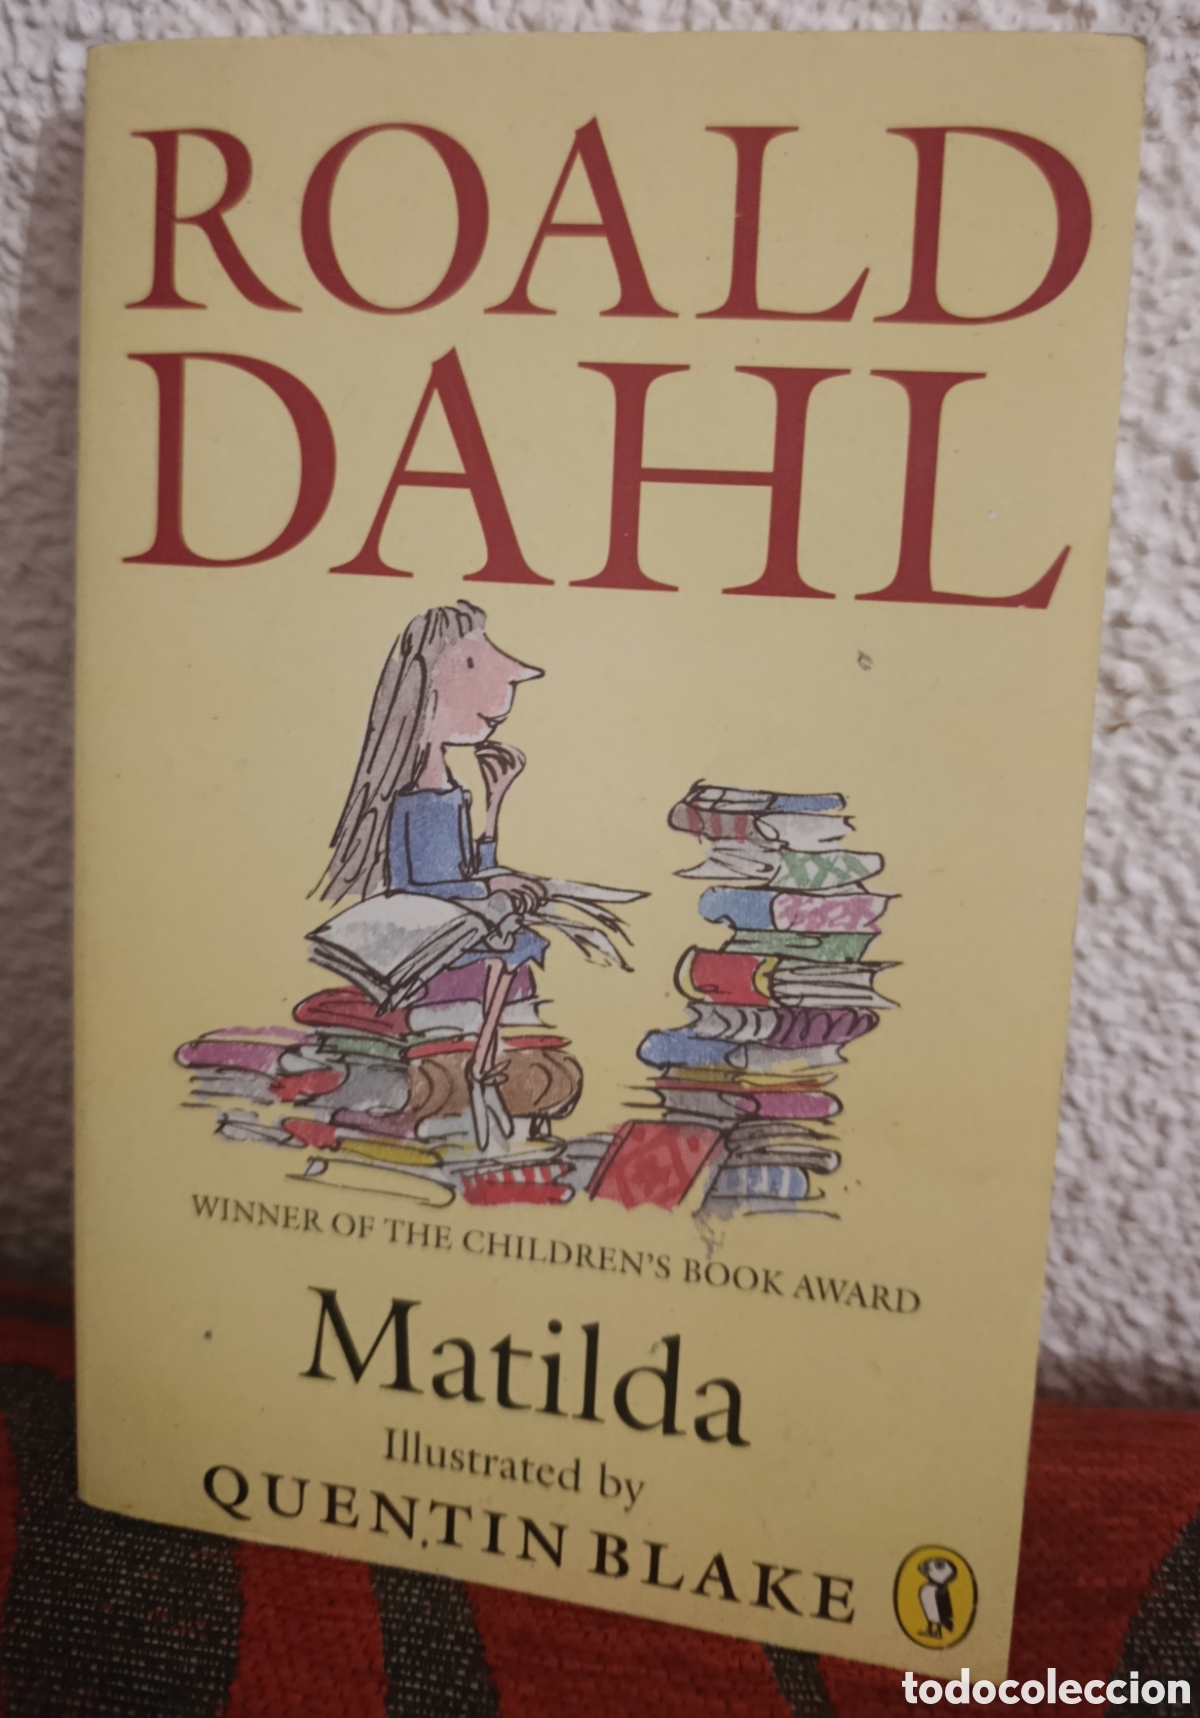 ROALD
DAHL
WINNER OF THE CHILDREN'S BOOK AWARD
Matilda
Illustrated by
QUENTIN BLAKE
todocoleccion